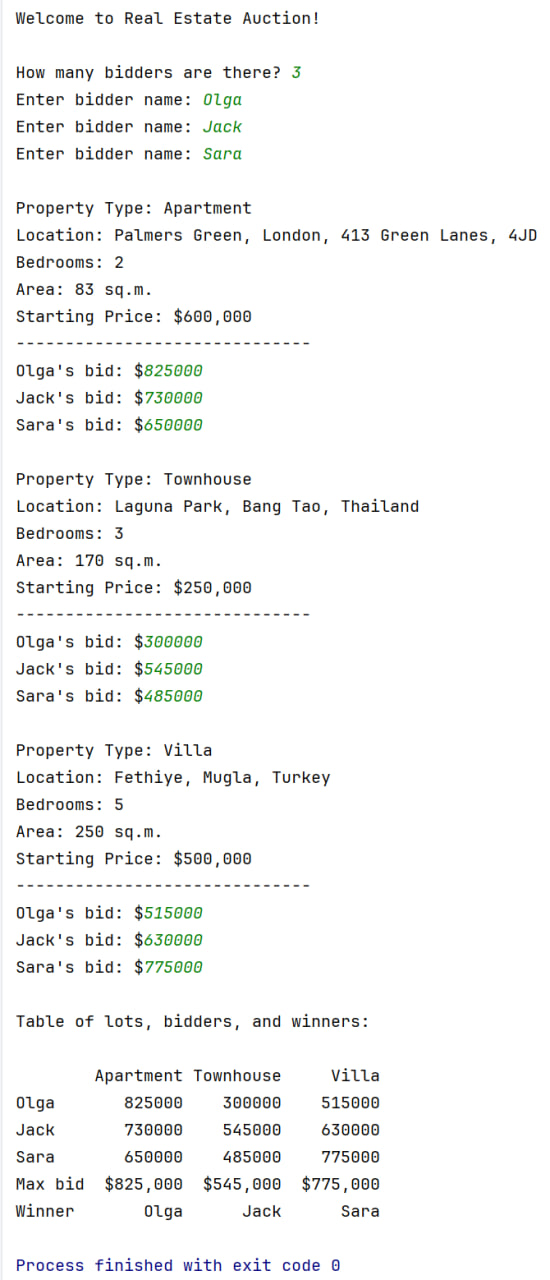 Welcome to Real Estate Auction!
How many bidders are there? 3
Enter bidder name: Olga
Enter bidder name: Jack
Enter bidder name: Sara
Property Type: Apartment
Location: Palmers Green, London, 413 Green Lanes, 4JD
Bedrooms: 2
Area: 83 sq.m.
Starting Price: $600,000
------------------------------
Olga's bid: $825000
Jack's bid: $730000
Sara's bid: $650000
Property Type: Townhouse
Location: Laguna Park, Bang Tao, Thailand
Bedrooms: 3
Area: 170 sq.m.
Starting Price: $250,000
------------------------------
Olga's bid: $300000
Jack's bid: $545000
Sara's bid: $485000
Property Type: Villa
Location: Fethiye, Mugla, Turkey
Bedrooms: 5
Area: 250 sq.m.
Starting Price: $500,000
------------------------------
Olga's bid: $515000
Jack's bid: $630000
Sara's bid: $775000
Table of lots, bidders, and winners:
        Apartment Townhouse     Villa
Olga       825000    300000    515000
Jack       730000    545000    630000
Sara       650000    485000    775000
Max bid  $825,000  $545,000  $775,000
Winner       Olga      Jack      Sara
Process finished with exit code 0